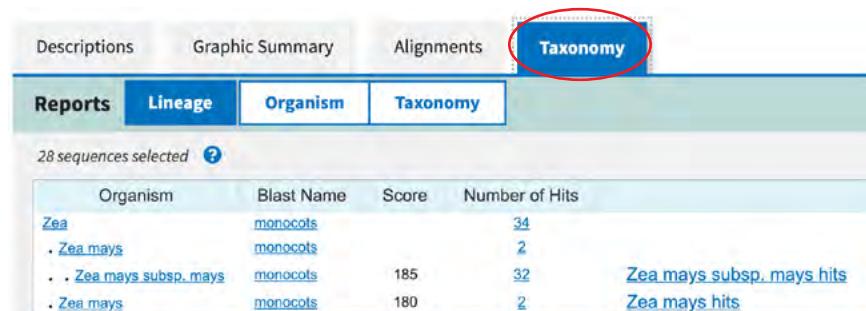 Descriptions Graphic Summary Alignments Taxonomy
Reports Lineage Organism Taxonomy
28 sequences selected ?
Organism Blast Name Score Number of Hits
Zea monocots 34
. Zea mays monocots 2
. . Zea mays subsp. mays monocots 185 32 Zea mays subsp. mays hits
. Zea mays monocots 180 2 Zea mays hits